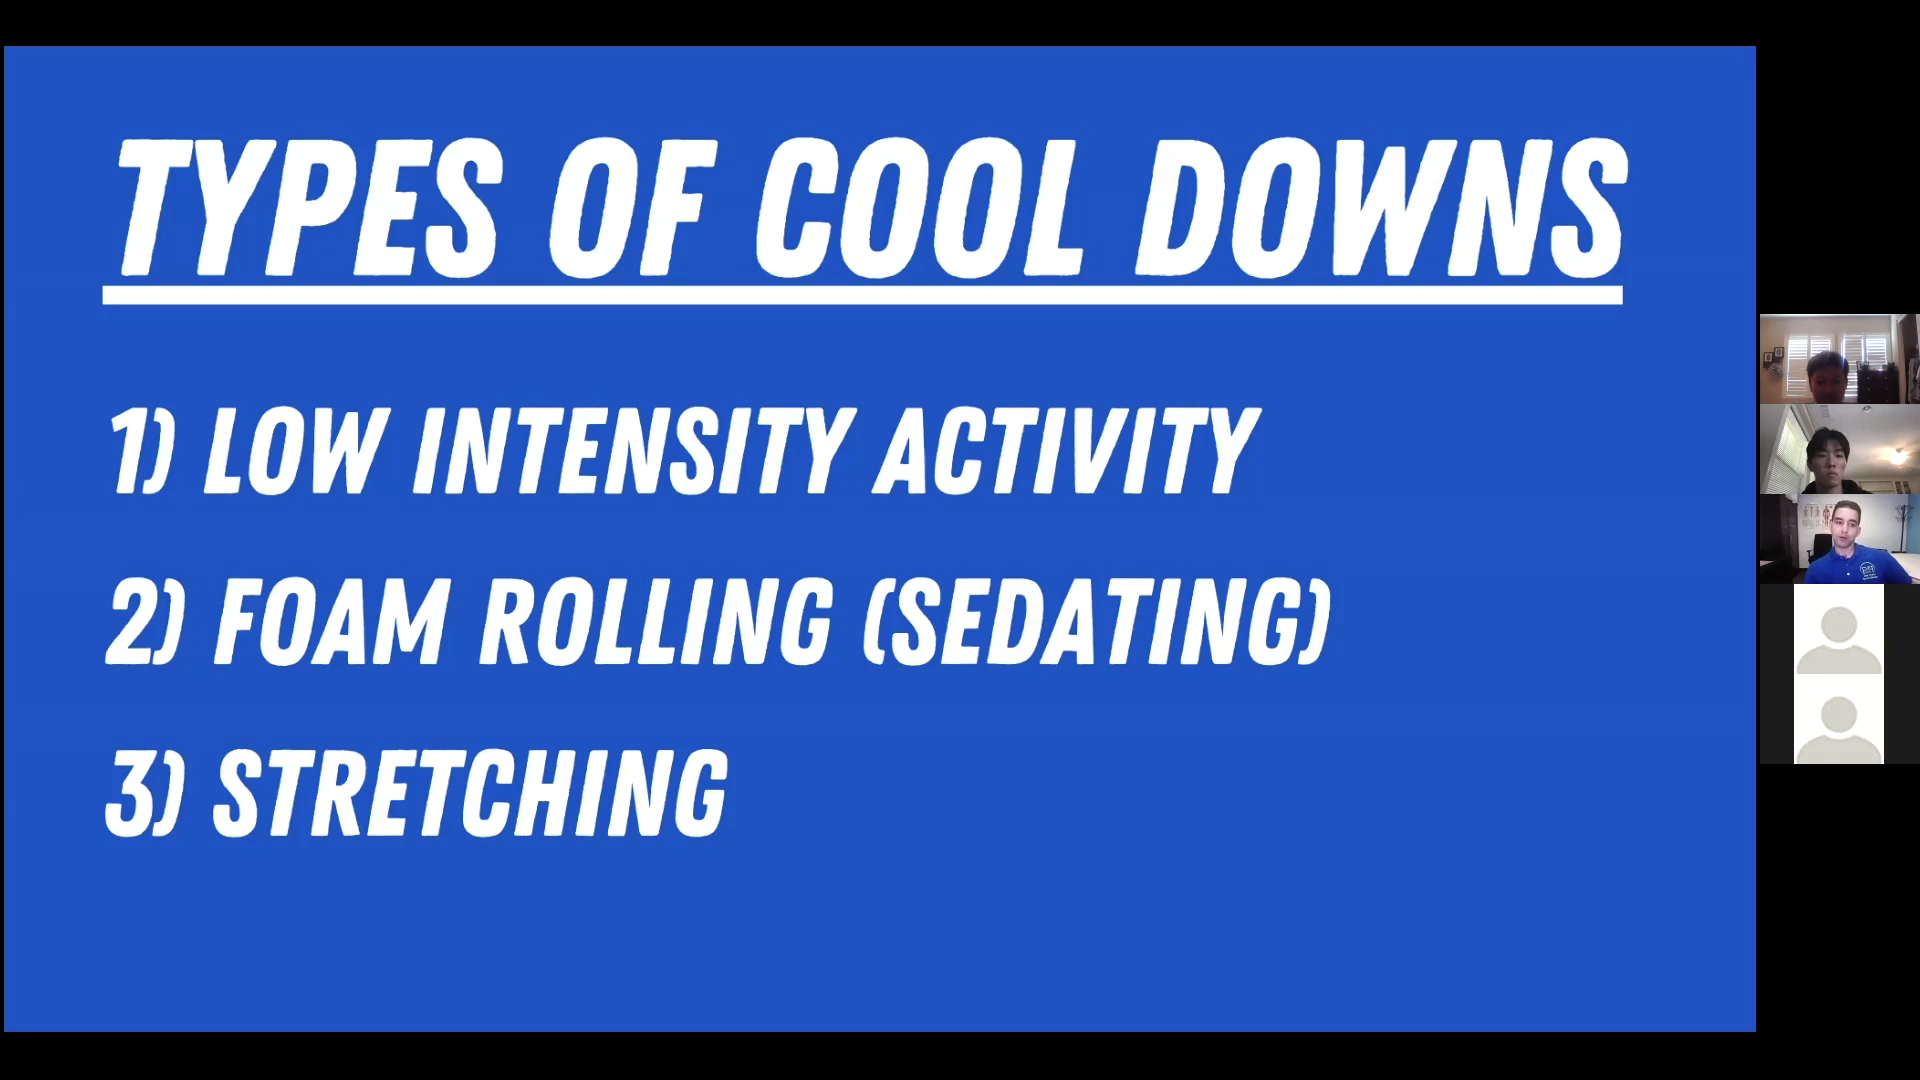 TYPES OF COOL DOWNS
1) LOW INTENSITY ACTIVITY
2) FOAM ROLLING (SEDATING)
3) STRETCHING